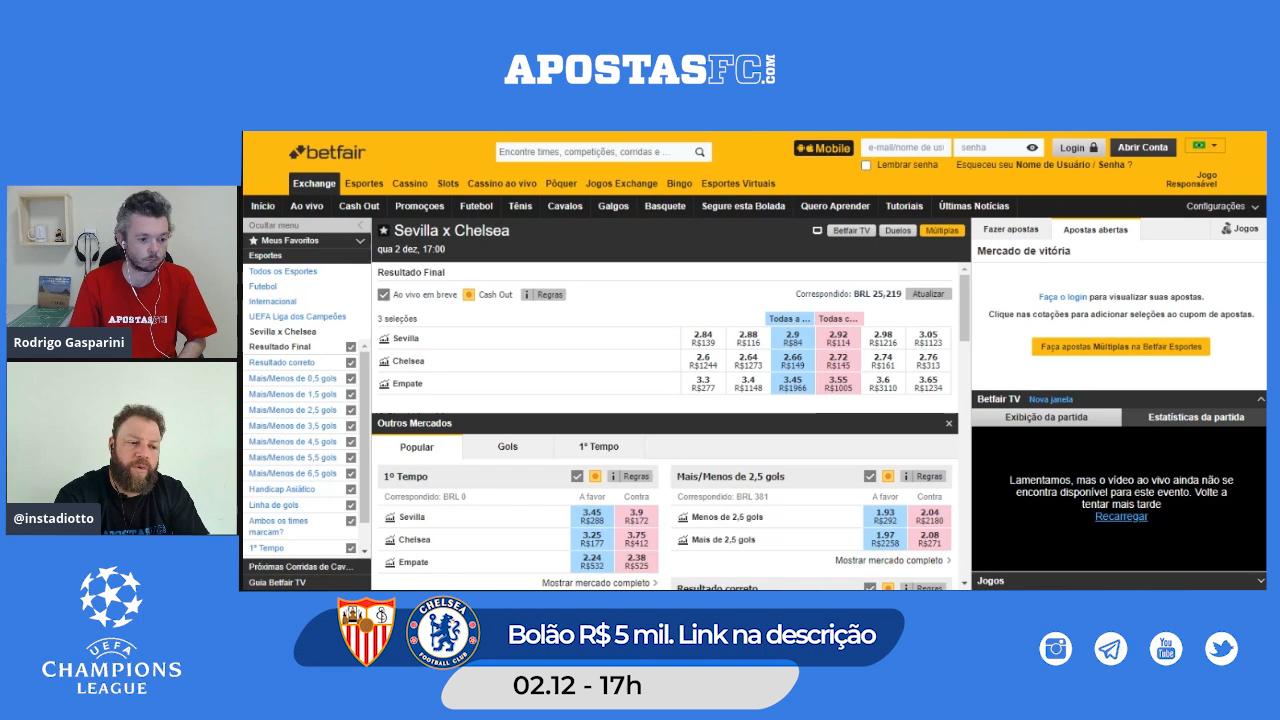 APOSTASFC.COM
betfair
Encontre times, competições, corridas e ...
Mobile
e-mail/nome de usu
senha
Login
Abrir Conta
Lembrar senha
Esqueceu seu Nome de Usuário / Senha ?
Exchange Esportes Cassino Slots Cassino ao vivo Pôquer Jogos Exchange Bingo Esportes Virtuais
Jogo
Responsável
Início Ao vivo Cash Out Promoçoes Futebol Tênis Cavalos Galgos Basquete Segure esta Bolada Quero Aprender Tutoriais Últimas Notícias Configurações
Ocultar menu
Meus Favoritos
Esportes
Todos os Esportes
Futebol
Internacional
UEFA Liga dos Campeões
Sevilla x Chelsea
Resultado Final
Resultado correto
Mais/Menos de 0,5 gols
Mais/Menos de 1,5 gols
Mais/Menos de 2,5 gols
Mais/Menos de 3,5 gols
Mais/Menos de 4,5 gols
Mais/Menos de 5,5 gols
Mais/Menos de 6,5 gols
Handicap Asiático
Linha de gols
Ambos os times
marcam?
1º Tempo
Próximas Corridas de Cav...
Guia Betfair TV
Sevilla x Chelsea
Betfair TV Duelos Múltiplas
qua 2 dez, 17:00
Resultado Final
Ao vivo em breve Cash Out Regras
Correspondido: BRL 25,219 Atualizar
3 seleções Todas a ... Todas c...
Sevilla 2.84 2.88 2.9 2.92 2.98 3.05
R$139 R$116 R$84 R$114 R$1216 R$1123
Chelsea 2.6 2.64 2.66 2.72 2.74 2.76
R$1244 R$1273 R$149 R$145 R$161 R$313
Empate 3.3 3.4 3.45 3.55 3.6 3.65
R$277 R$1148 R$1966 R$1005 R$3110 R$1234
Outros Mercados
Popular Gols 1º Tempo
1º Tempo Regras
Correspondido: BRL 0 A favor Contra
Sevilla 3.45 3.9
R$288 R$172
Chelsea 3.25 3.75
R$177 R$412
Empate 2.24 2.38
R$532 R$525
Mostrar mercado completo
Mais/Menos de 2,5 gols Regras
Correspondido: BRL 381 A favor Contra
Menos de 2,5 gols 1.93 2.04
R$292 R$2180
Mais de 2,5 gols 1.97 2.08
R$2258 R$271
Mostrar mercado completo
Resultado correto Regras
Fazer apostas Apostas abertas Jogos
Mercado de vitória
Faça o login para visualizar suas apostas.
Clique nas cotações para adicionar seleções ao cupom de apostas.
Faça apostas Múltiplas na Betfair Esportes
Betfair TV Nova janela
Exibição da partida Estatísticas da partida
Lamentamos, mas o vídeo ao vivo ainda não se
encontra disponível para este evento. Volte a
tentar mais tarde
Recarregar
Jogos
Rodrigo Gasparini
@instadiotto
UEFA
CHAMPIONS
LEAGUE
CHELSEA
FOOTBALL CLUB
Bolão R$ 5 mil. Link na descrição
02.12 - 17h
You
Tube